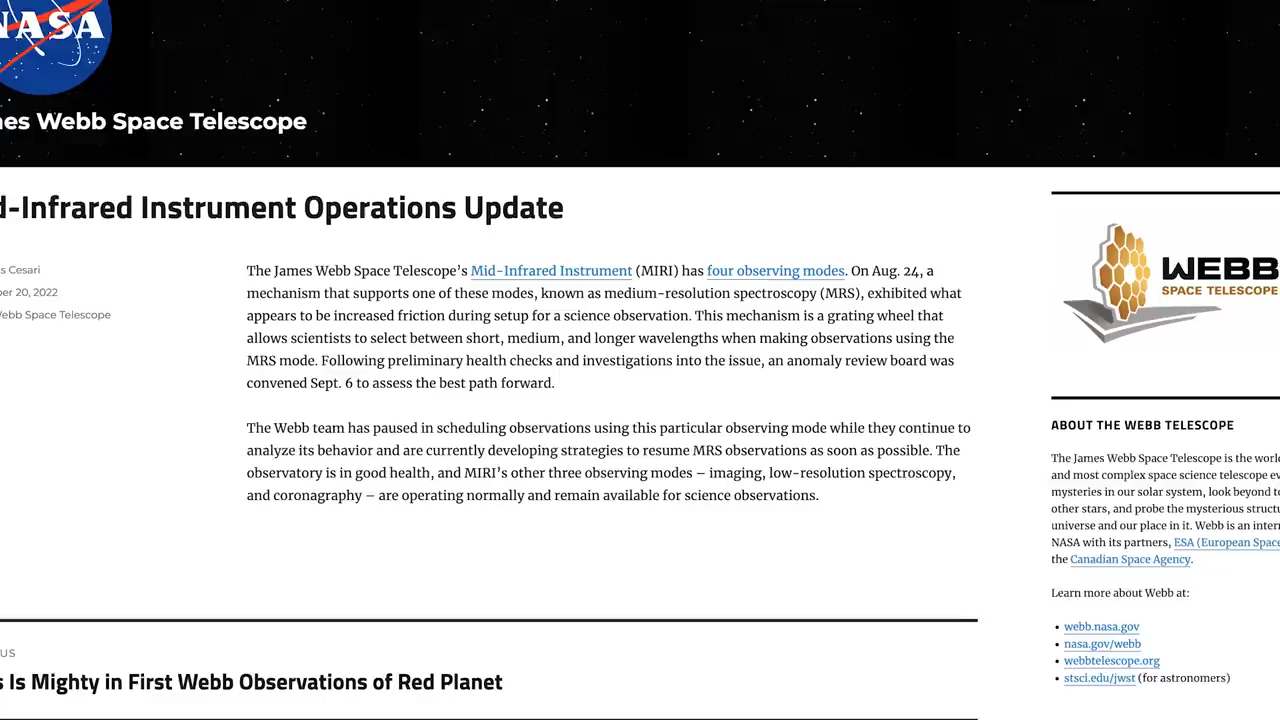 NASA
mes Webb Space Telescope
d-Infrared Instrument Operations Update
s Cesari
ber 20, 2022
Webb Space Telescope
The James Webb Space Telescope’s Mid-Infrared Instrument (MIRI) has four observing modes. On Aug. 24, a
mechanism that supports one of these modes, known as medium-resolution spectroscopy (MRS), exhibited what
appears to be increased friction during setup for a science observation. This mechanism is a grating wheel that
allows scientists to select between short, medium, and longer wavelengths when making observations using the
MRS mode. Following preliminary health checks and investigations into the issue, an anomaly review board was
convened Sept. 6 to assess the best path forward.
The Webb team has paused in scheduling observations using this particular observing mode while they continue to
analyze its behavior and are currently developing strategies to resume MRS observations as soon as possible. The
observatory is in good health, and MIRI’s other three observing modes – imaging, low-resolution spectroscopy,
and coronagraphy – are operating normally and remain available for science observations.
US
s Is Mighty in First Webb Observations of Red Planet
WEBB
SPACE TELESCOPE
ABOUT THE WEBB TELESCOPE
The James Webb Space Telescope is the worl
and most complex space science telescope ev
mysteries in our solar system, look beyond to
other stars, and probe the mysterious structu
universe and our place in it. Webb is an intern
NASA with its partners, ESA (European Space
the Canadian Space Agency.
Learn more about Webb at:
• webb.nasa.gov
• nasa.gov/webb
• webbtelescope.org
• stsci.edu/jwst (for astronomers)